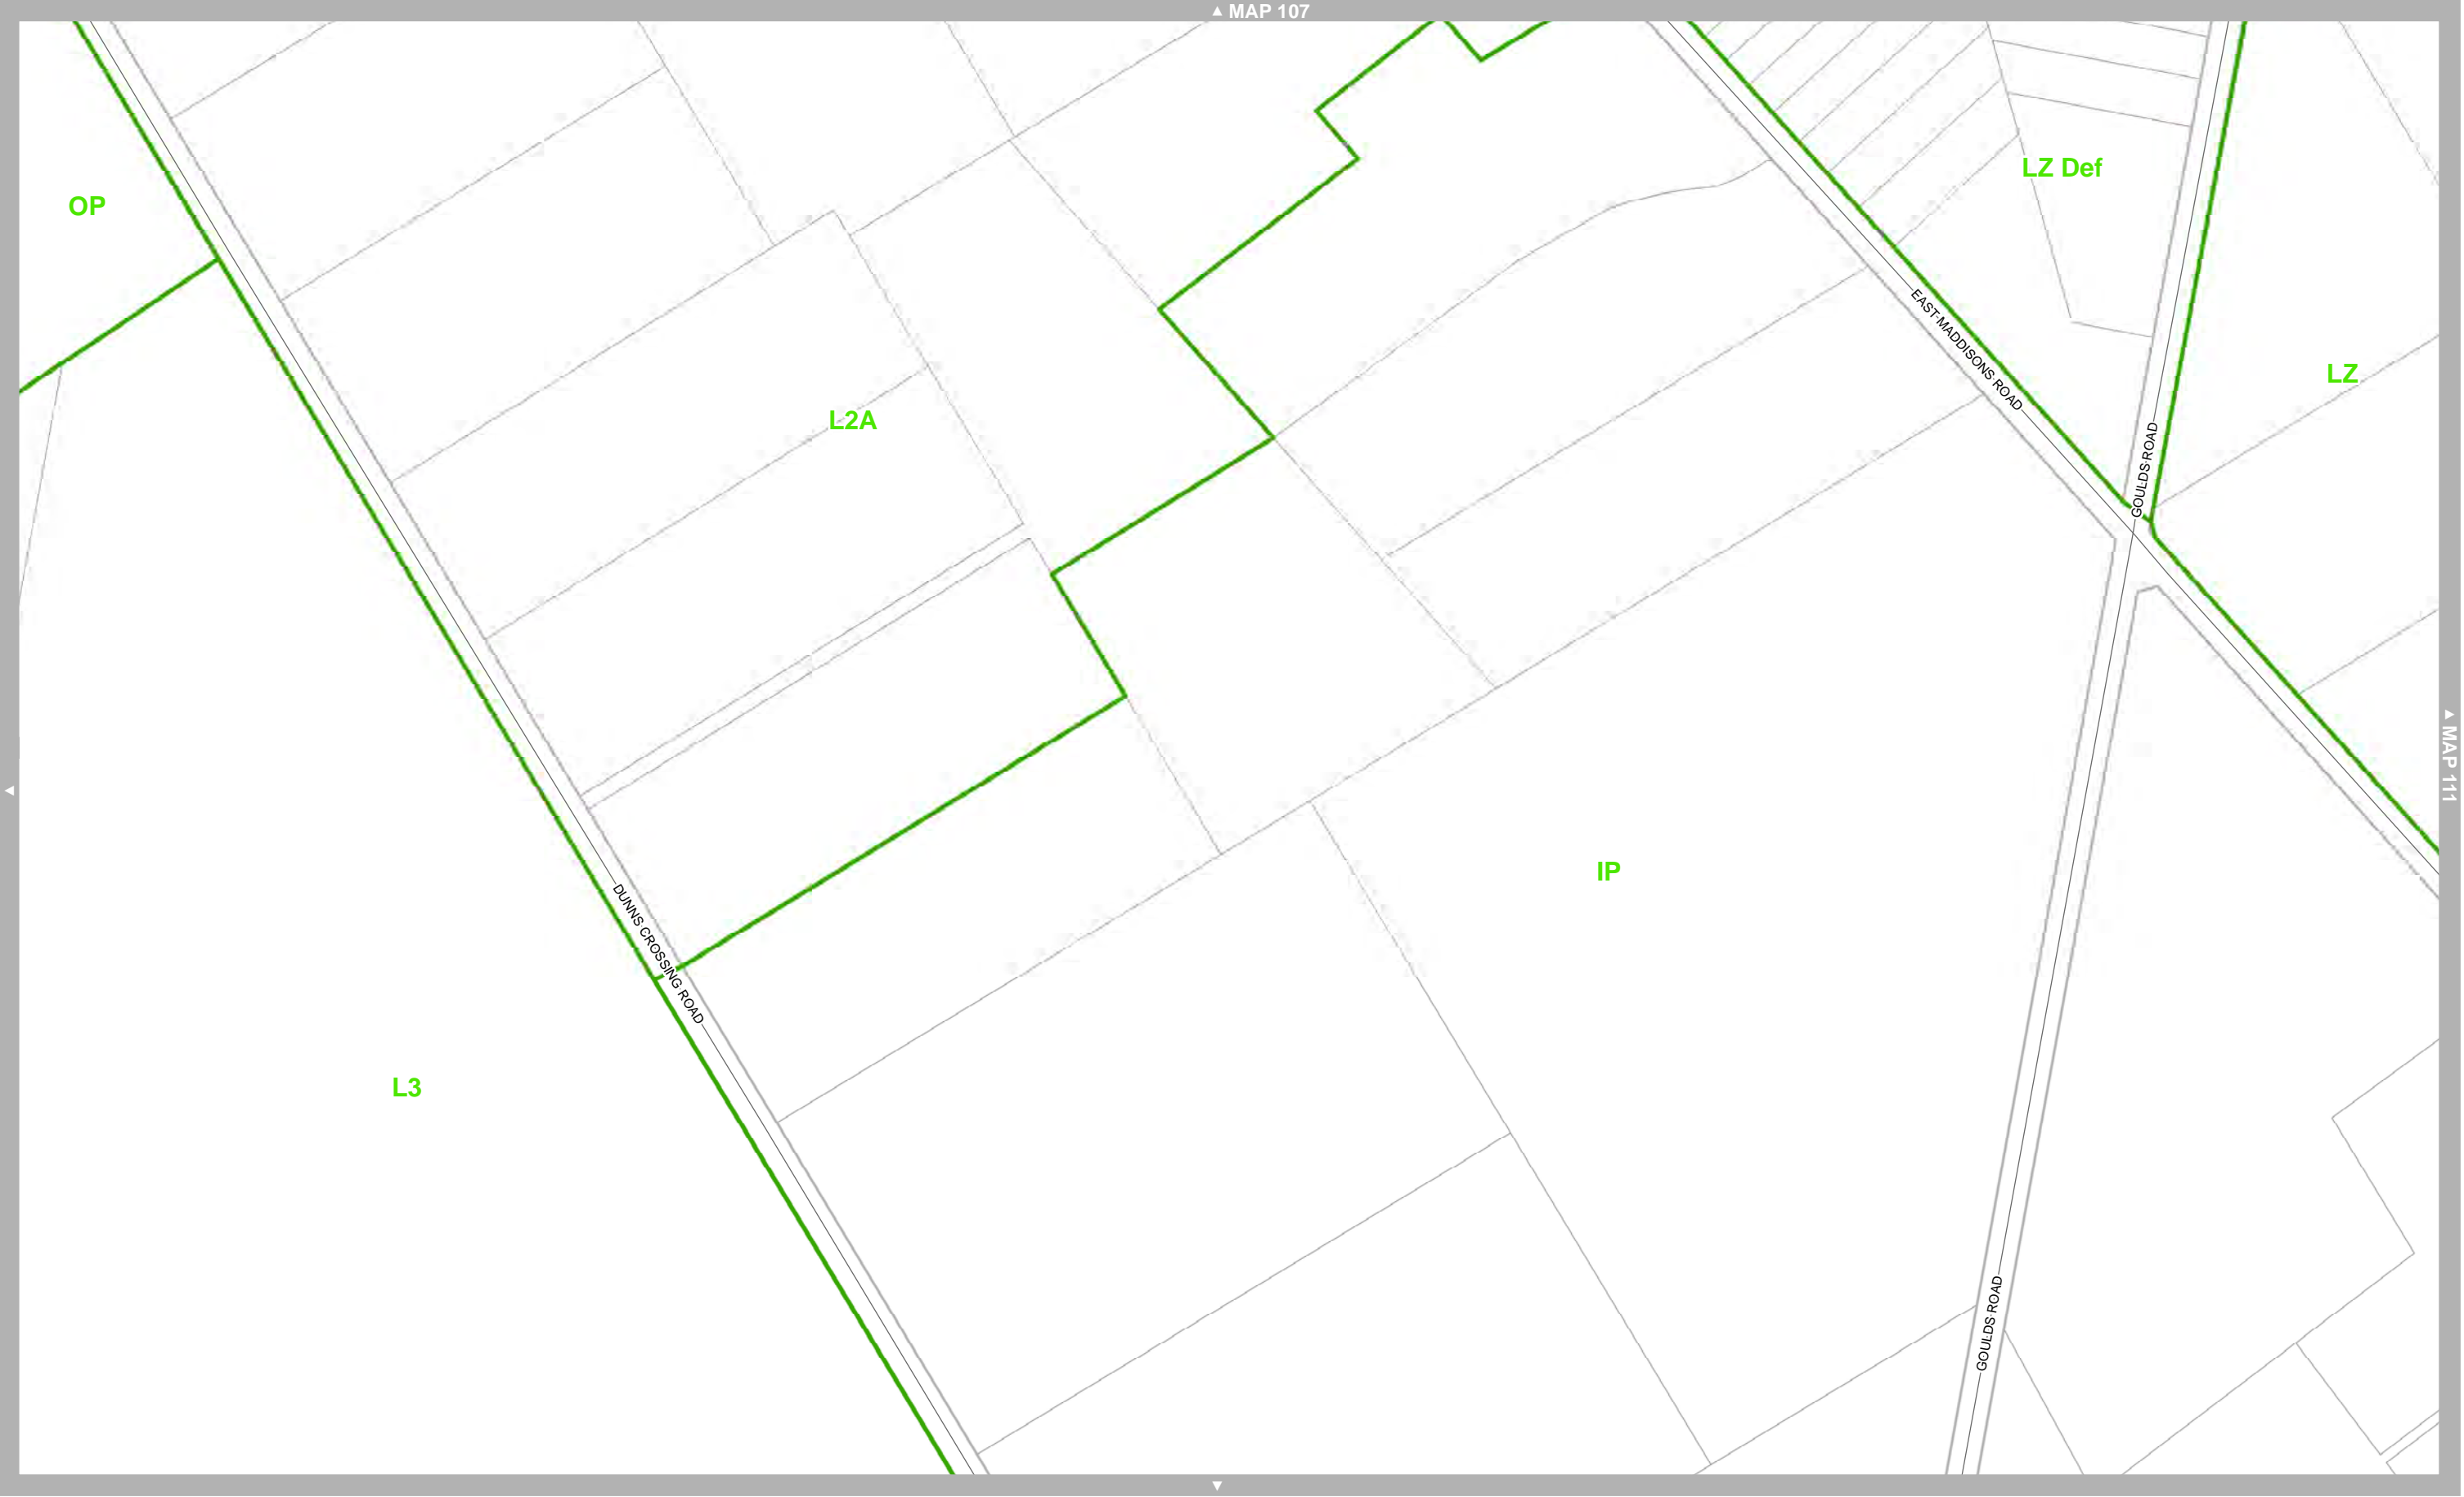 ▲ MAP 107
LZ Def
OP
EAST MADDISONS ROAD
LZ
L2A
GOULDS ROAD
▲ MAP 111
IP
DUNNS CROSSING ROAD
L3
GOULDS ROAD